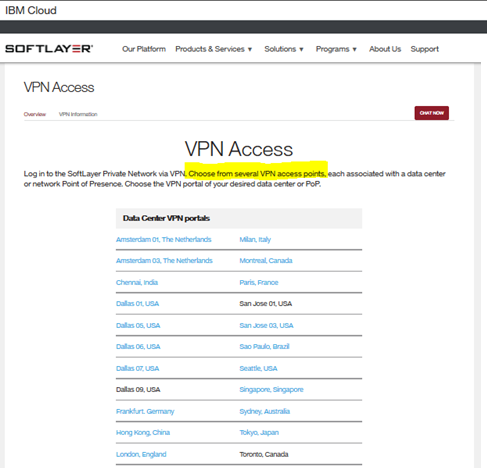 IBM Cloud
SOFTLAYER®
Our Platform Products & Services ▼ Solutions ▼ Programs ▼ About Us Support
VPN Access
Overview VPN Information CHAT NOW
VPN Access
Log in to the SoftLayer Private Network via VPN. Choose from several VPN access points, each associated with a data center
or network Point of Presence. Choose the VPN portal of your desired data center or PoP.
Data Center VPN portals
Amsterdam 01, The Netherlands Milan, Italy
Amsterdam 03, The Netherlands Montreal, Canada
Chennai, India Paris, France
Dallas 01, USA San Jose 01, USA
Dallas 05, USA San Jose 03, USA
Dallas 06, USA Sao Paulo, Brazil
Dallas 07, USA Seattle, USA
Dallas 09, USA Singapore, Singapore
Frankfurt, Germany Sydney, Australia
Hong Kong, China Tokyo, Japan
London, England Toronto, Canada